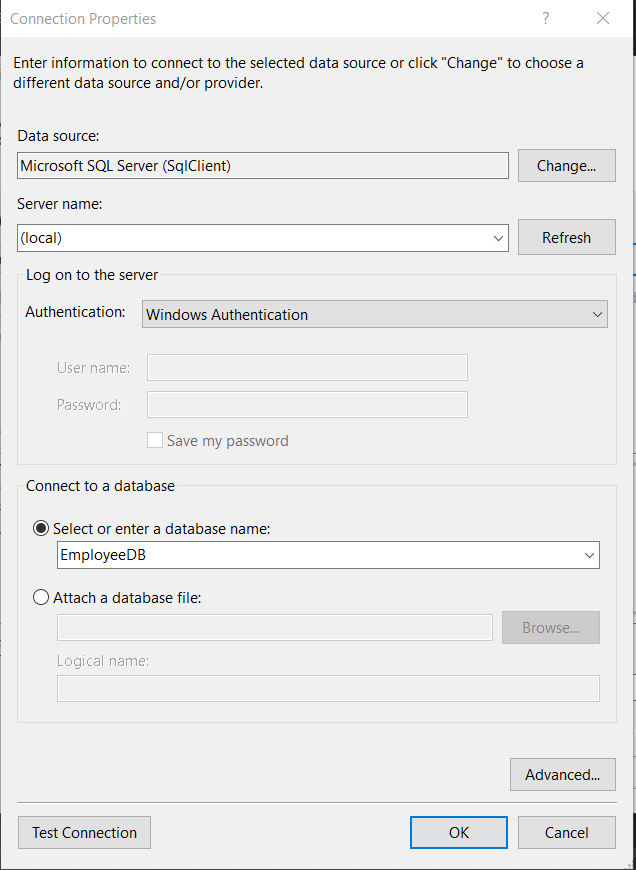 Connection Properties
?
Enter information to connect to the selected data source or click "Change" to choose a
different data source and/or provider.
Data source:
Microsoft SQL Server (SqlClient)
Change...
Server name:
(local)
Refresh
Log on to the server
Authentication:
Windows Authentication
User name:
Password:
Save my password
Connect to a database
Select or enter a database name:
EmployeeDB
Attach a database file:
Browse...
Logical name:
Advanced...
Test Connection
OK
Cancel